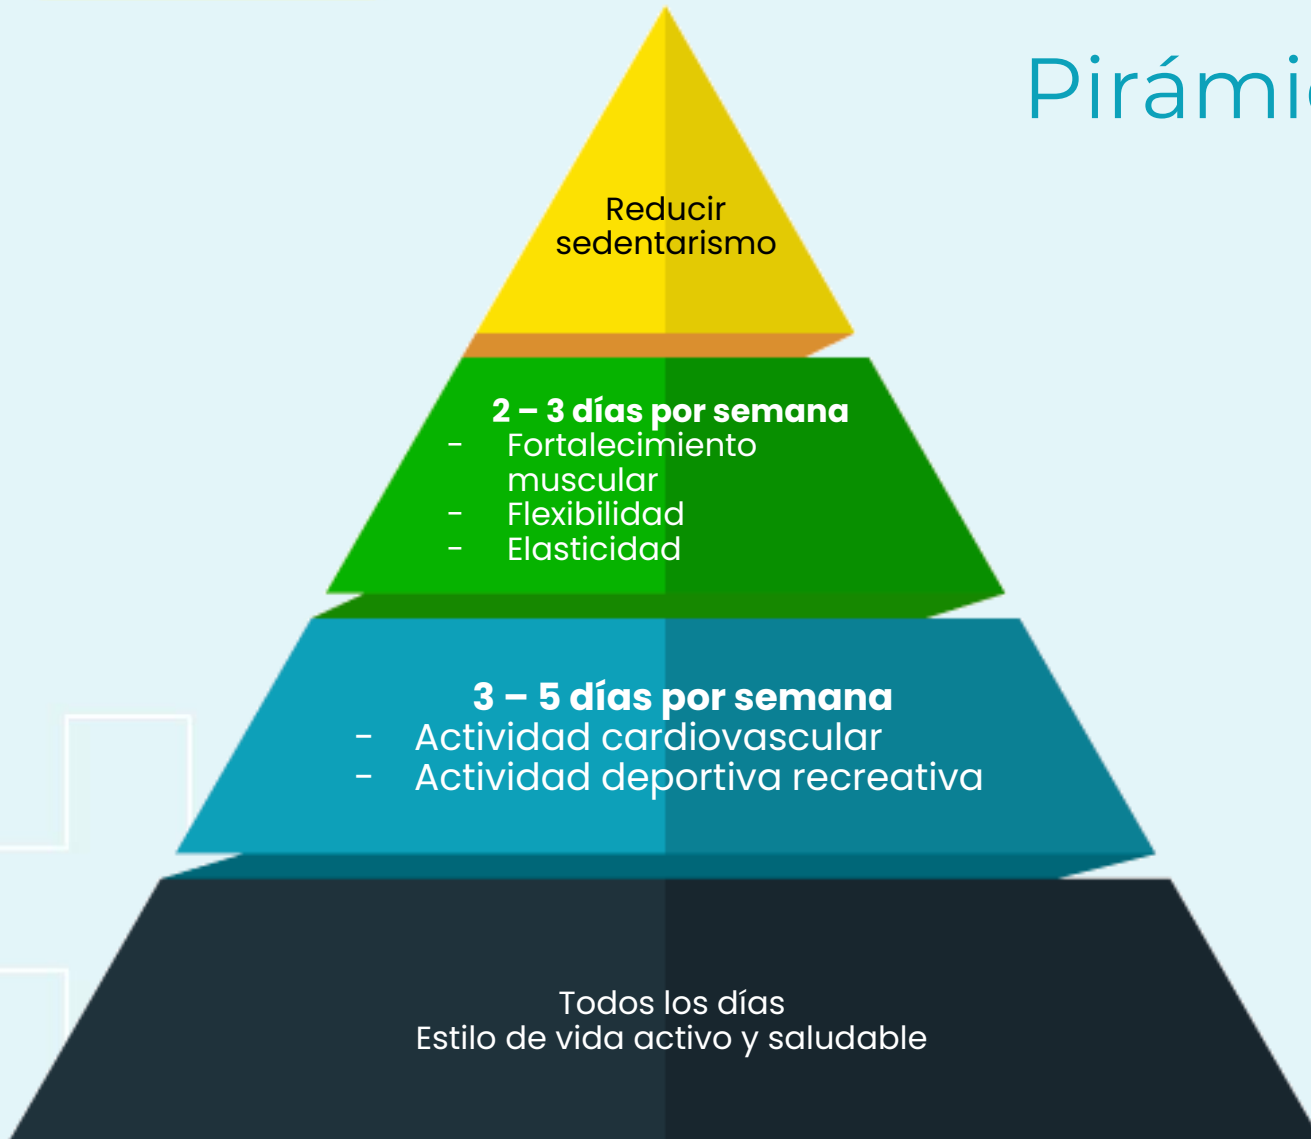 Reducir
sedentarismo
2 – 3 días por semana
- Fortalecimiento
muscular
- Flexibilidad
- Elasticidad
3 – 5 días por semana
- Actividad cardiovascular
- Actividad deportiva recreativa
Todos los días
Estilo de vida activo y saludable